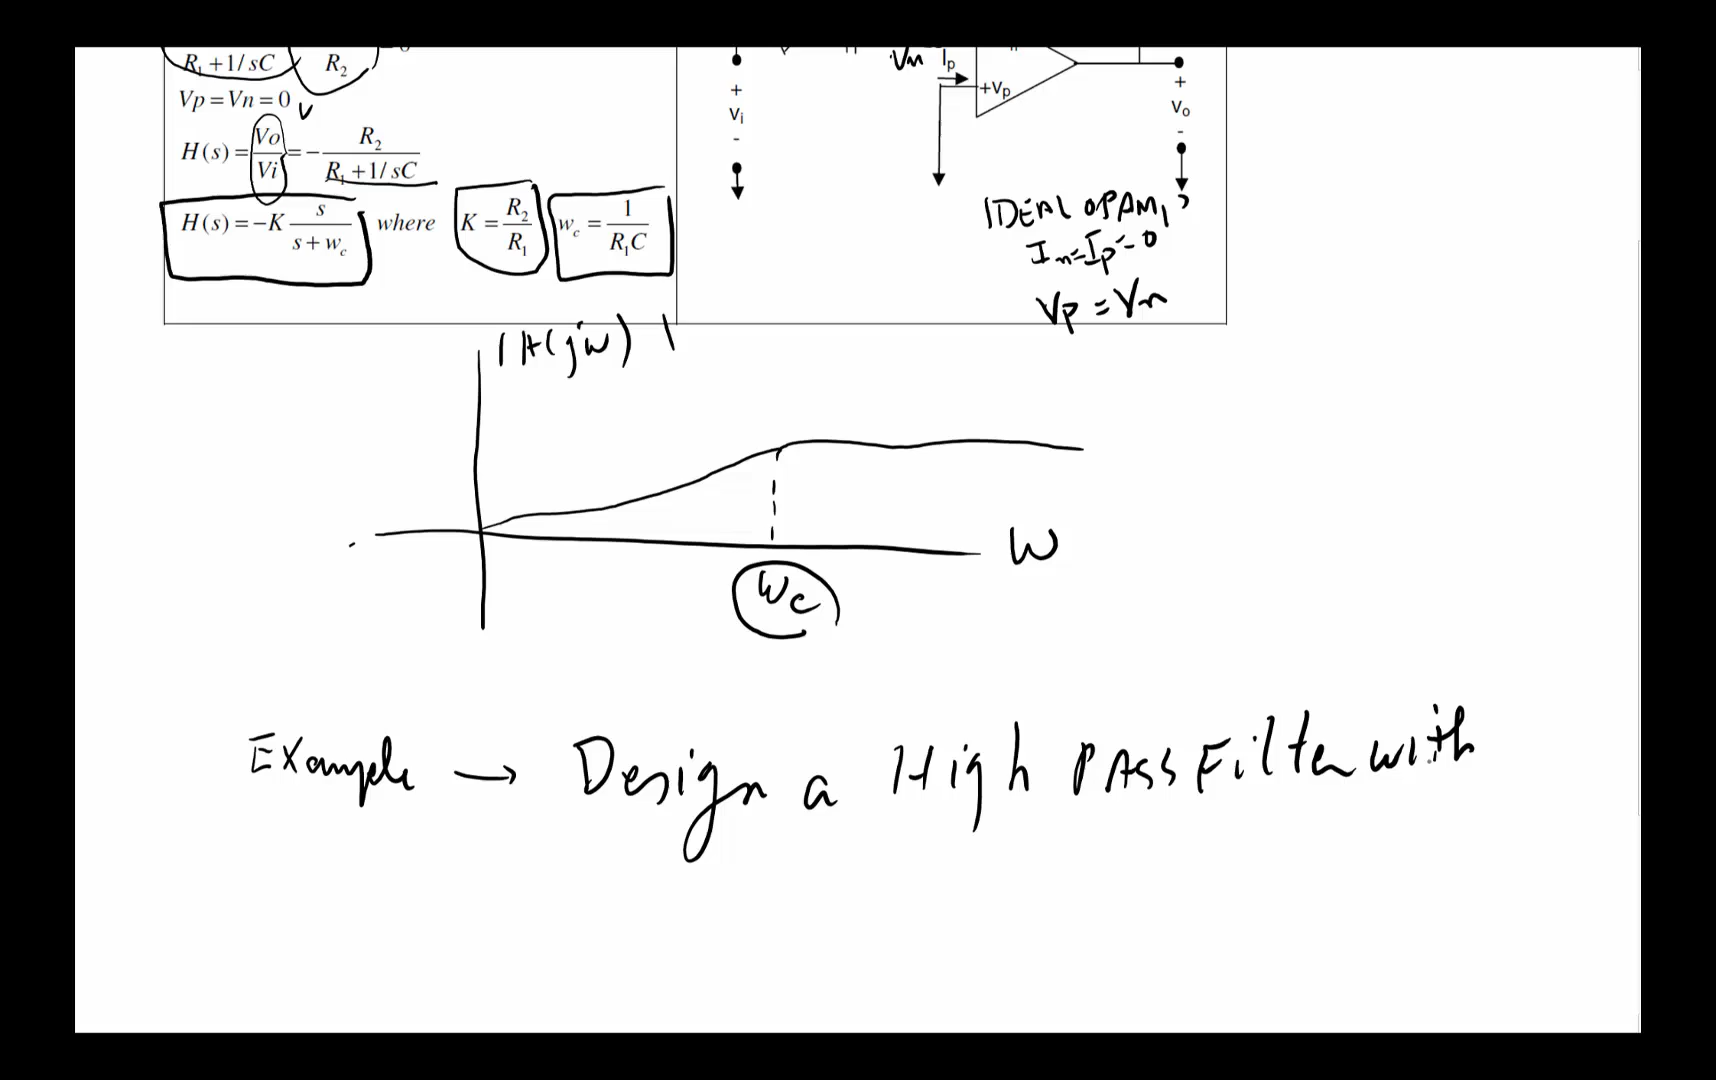 R₁ + 1/sC   R₂
Vp = Vn = 0
H(s) = Vo/Vi = − R₂/(R₁ + 1/sC)
H(s) = −K s/(s + w_c)   where   K = R₂/R₁   w_c = 1/(R₁C)
Vn   Ip
+Vp
+
Vi
-
+
Vo
-
IDEAL OPAM
In=Ip=0
Vp = Vn
|H(jw)|
w
wc
Example → Design a High PASS Filter with